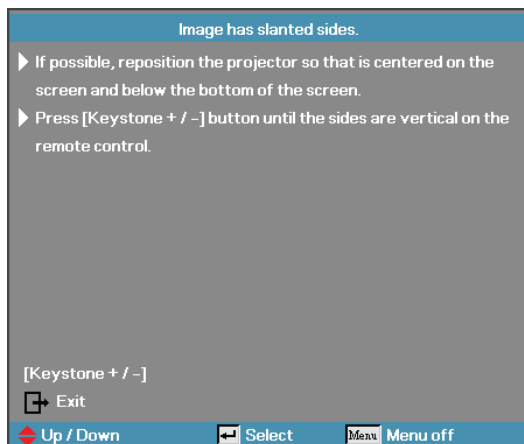 Image has slanted sides.
If possible, reposition the projector so that is centered on the
screen and below the bottom of the screen.
Press [Keystone + / -] button until the sides are vertical on the
remote control.
[Keystone + / -]
Exit
Up / Down Select Menu Menu off